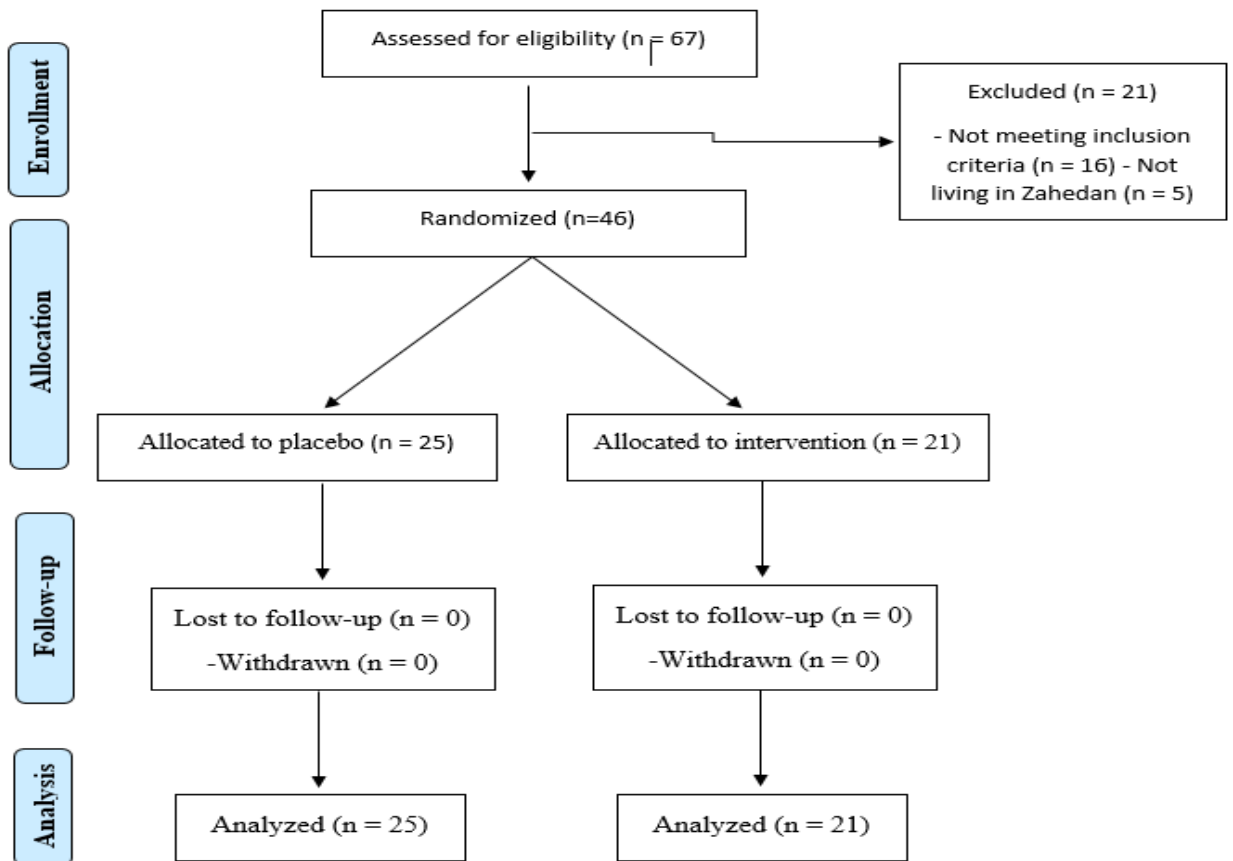 Assessed for eligibility (n = 67)
Enrollment
Excluded (n = 21)
- Not meeting inclusion
criteria (n = 16) - Not
living in Zahedan (n = 5)
Randomized (n=46)
Allocation
Allocated to placebo (n = 25)
Allocated to intervention (n = 21)
Follow-up
Lost to follow-up (n = 0)
-Withdrawn (n = 0)
Lost to follow-up (n = 0)
-Withdrawn (n = 0)
Analysis
Analyzed (n = 25)
Analyzed (n = 21)